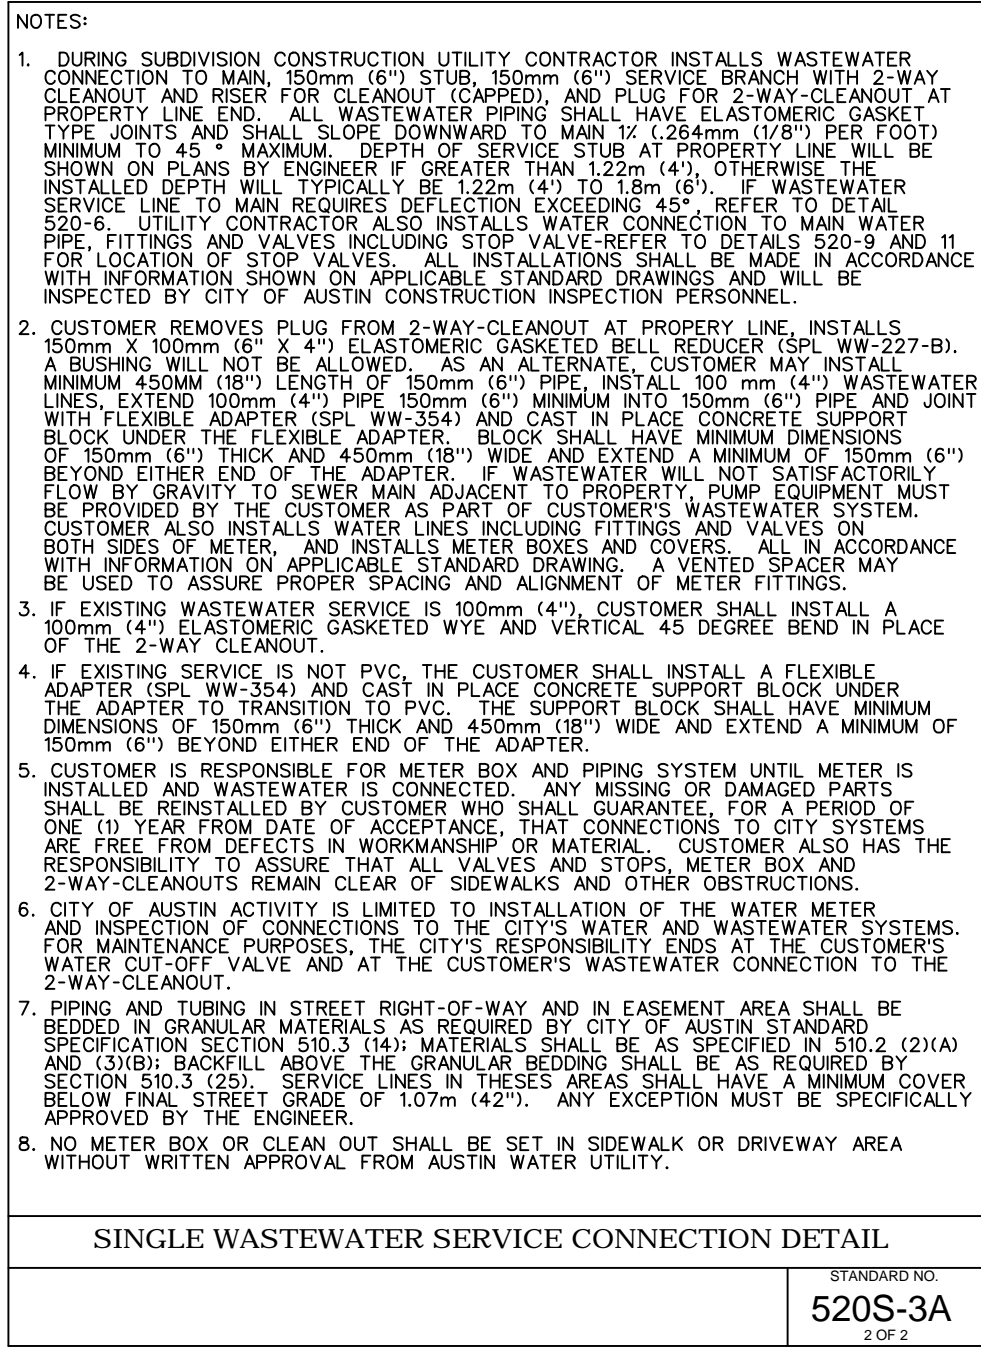 NOTES:
1. DURING SUBDIVISION CONSTRUCTION UTILITY CONTRACTOR INSTALLS WASTEWATER
CONNECTION TO MAIN, 150mm (6") STUB, 150mm (6") SERVICE BRANCH WITH 2-WAY
CLEANOUT AND RISER FOR CLEANOUT (CAPPED), AND PLUG FOR 2-WAY-CLEANOUT AT
PROPERTY LINE END. ALL WASTEWATER PIPING SHALL HAVE ELASTOMERIC GASKET
TYPE JOINTS AND SHALL SLOPE DOWNWARD TO MAIN 1% (.264mm (1/8") PER FOOT)
MINIMUM TO 45 ° MAXIMUM. DEPTH OF SERVICE STUB AT PROPERTY LINE WILL BE
SHOWN ON PLANS BY ENGINEER IF GREATER THAN 1.22m (4'), OTHERWISE THE
INSTALLED DEPTH WILL TYPICALLY BE 1.22m (4') TO 1.8m (6'). IF WASTEWATER
SERVICE LINE TO MAIN REQUIRES DEFLECTION EXCEEDING 45°, REFER TO DETAIL
520-6. UTILITY CONTRACTOR ALSO INSTALLS WATER CONNECTION TO MAIN WATER
PIPE, FITTINGS AND VALVES INCLUDING STOP VALVE-REFER TO DETAILS 520-9 AND 11
FOR LOCATION OF STOP VALVES. ALL INSTALLATIONS SHALL BE MADE IN ACCORDANCE
WITH INFORMATION SHOWN ON APPLICABLE STANDARD DRAWINGS AND WILL BE
INSPECTED BY CITY OF AUSTIN CONSTRUCTION INSPECTION PERSONNEL.
2. CUSTOMER REMOVES PLUG FROM 2-WAY-CLEANOUT AT PROPERY LINE, INSTALLS
150mm X 100mm (6" X 4") ELASTOMERIC GASKETED BELL REDUCER (SPL WW-227-B).
A BUSHING WILL NOT BE ALLOWED. AS AN ALTERNATE, CUSTOMER MAY INSTALL
MINIMUM 450MM (18") LENGTH OF 150mm (6") PIPE, INSTALL 100 mm (4") WASTEWATER
LINES, EXTEND 100mm (4") PIPE 150mm (6") MINIMUM INTO 150mm (6") PIPE AND JOINT
WITH FLEXIBLE ADAPTER (SPL WW-354) AND CAST IN PLACE CONCRETE SUPPORT
BLOCK UNDER THE FLEXIBLE ADAPTER. BLOCK SHALL HAVE MINIMUM DIMENSIONS
OF 150mm (6") THICK AND 450mm (18") WIDE AND EXTEND A MINIMUM OF 150mm (6")
BEYOND EITHER END OF THE ADAPTER. IF WASTEWATER WILL NOT SATISFACTORILY
FLOW BY GRAVITY TO SEWER MAIN ADJACENT TO PROPERTY, PUMP EQUIPMENT MUST
BE PROVIDED BY THE CUSTOMER AS PART OF CUSTOMER'S WASTEWATER SYSTEM.
CUSTOMER ALSO INSTALLS WATER LINES INCLUDING FITTINGS AND VALVES ON
BOTH SIDES OF METER, AND INSTALLS METER BOXES AND COVERS. ALL IN ACCORDANCE
WITH INFORMATION ON APPLICABLE STANDARD DRAWING. A VENTED SPACER MAY
BE USED TO ASSURE PROPER SPACING AND ALIGNMENT OF METER FITTINGS.
3. IF EXISTING WASTEWATER SERVICE IS 100mm (4"), CUSTOMER SHALL INSTALL A
100mm (4") ELASTOMERIC GASKETED WYE AND VERTICAL 45 DEGREE BEND IN PLACE
OF THE 2-WAY CLEANOUT.
4. IF EXISTING SERVICE IS NOT PVC, THE CUSTOMER SHALL INSTALL A FLEXIBLE
ADAPTER (SPL WW-354) AND CAST IN PLACE CONCRETE SUPPORT BLOCK UNDER
THE ADAPTER TO TRANSITION TO PVC. THE SUPPORT BLOCK SHALL HAVE MINIMUM
DIMENSIONS OF 150mm (6") THICK AND 450mm (18") WIDE AND EXTEND A MINIMUM OF
150mm (6") BEYOND EITHER END OF THE ADAPTER.
5. CUSTOMER IS RESPONSIBLE FOR METER BOX AND PIPING SYSTEM UNTIL METER IS
INSTALLED AND WASTEWATER IS CONNECTED. ANY MISSING OR DAMAGED PARTS
SHALL BE REINSTALLED BY CUSTOMER WHO SHALL GUARANTEE, FOR A PERIOD OF
ONE (1) YEAR FROM DATE OF ACCEPTANCE, THAT CONNECTIONS TO CITY SYSTEMS
ARE FREE FROM DEFECTS IN WORKMANSHIP OR MATERIAL. CUSTOMER ALSO HAS THE
RESPONSIBILITY TO ASSURE THAT ALL VALVES AND STOPS, METER BOX AND
2-WAY-CLEANOUTS REMAIN CLEAR OF SIDEWALKS AND OTHER OBSTRUCTIONS.
6. CITY OF AUSTIN ACTIVITY IS LIMITED TO INSTALLATION OF THE WATER METER
AND INSPECTION OF CONNECTIONS TO THE CITY'S WATER AND WASTEWATER SYSTEMS.
FOR MAINTENANCE PURPOSES, THE CITY'S RESPONSIBILITY ENDS AT THE CUSTOMER'S
WATER CUT-OFF VALVE AND AT THE CUSTOMER'S WASTEWATER CONNECTION TO THE
2-WAY-CLEANOUT.
7. PIPING AND TUBING IN STREET RIGHT-OF-WAY AND IN EASEMENT AREA SHALL BE
BEDDED IN GRANULAR MATERIALS AS REQUIRED BY CITY OF AUSTIN STANDARD
SPECIFICATION SECTION 510.3 (14); MATERIALS SHALL BE AS SPECIFIED IN 510.2 (2)(A)
AND (3)(B); BACKFILL ABOVE THE GRANULAR BEDDING SHALL BE AS REQUIRED BY
SECTION 510.3 (25). SERVICE LINES IN THESES AREAS SHALL HAVE A MINIMUM COVER
BELOW FINAL STREET GRADE OF 1.07m (42"). ANY EXCEPTION MUST BE SPECIFICALLY
APPROVED BY THE ENGINEER.
8. NO METER BOX OR CLEAN OUT SHALL BE SET IN SIDEWALK OR DRIVEWAY AREA
WITHOUT WRITTEN APPROVAL FROM AUSTIN WATER UTILITY.
SINGLE WASTEWATER SERVICE CONNECTION DETAIL
STANDARD NO.
520S-3A
2 OF 2